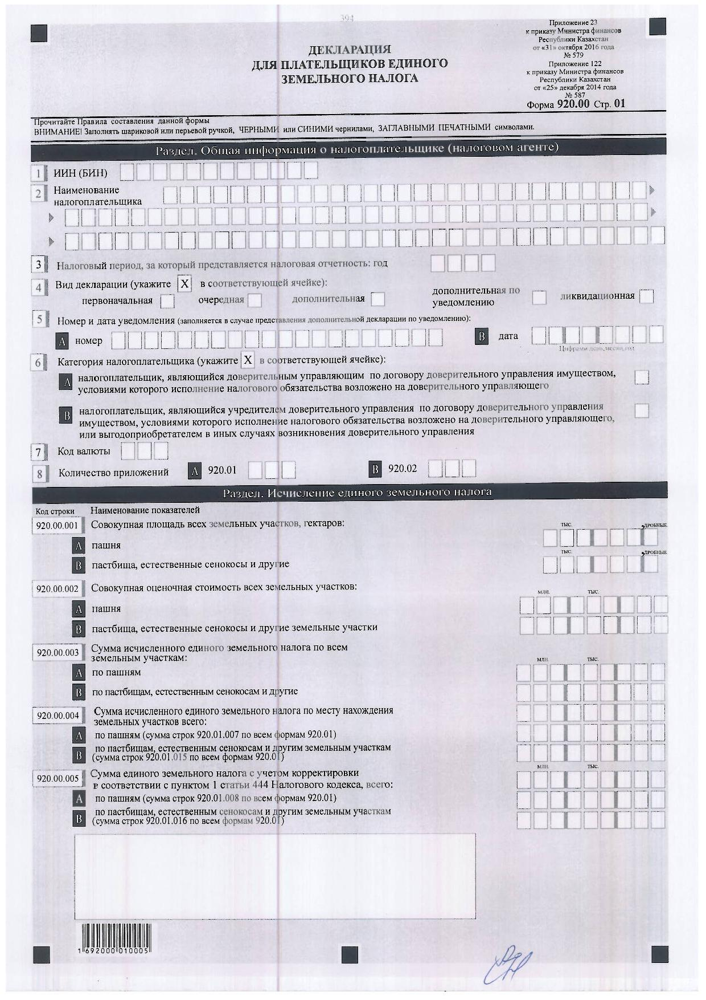 394
Приложение 23
к приказу Министра финансов
Республики Казахстан
от «31» октября 2016 года
№ 579
Приложение 122
к приказу Министра финансов
Республики Казахстан
от «25» декабря 2014 года
№ 587
ДЕКЛАРАЦИЯ
ДЛЯ ПЛАТЕЛЬЩИКОВ ЕДИНОГО
ЗЕМЕЛЬНОГО НАЛОГА
Форма 920.00 Стр. 01
Прочитайте Правила составления данной формы
ВНИМАНИЕ! Заполнять шариковой или перьевой ручкой, ЧЕРНЫМИ или СИНИМИ чернилами, ЗАГЛАВНЫМИ ПЕЧАТНЫМИ символами.
Раздел. Общая информация о налогоплательщике (налоговом агенте)
1 ИИН (БИН)
2 Наименование
налогоплательщика
3 Налоговый период, за который представляется налоговая отчетность: год
4 Вид декларации (укажите X в соответствующей ячейке):
первоначальная очередная дополнительная дополнительная по
уведомлению ликвидационная
5 Номер и дата уведомления (заполняется в случае представления дополнительной декларации по уведомлению):
A номер B дата
Цифрами день, месяц, год
6 Категория налогоплательщика (укажите X в соответствующей ячейке):
A налогоплательщик, являющийся доверительным управляющим по договору доверительного управления имуществом,
условиями которого исполнение налогового обязательства возложено на доверительного управляющего
B налогоплательщик, являющийся учредителем доверительного управления по договору доверительного управления
имуществом, условиями которого исполнение налогового обязательства возложено на доверительного управляющего,
или выгодоприобретателем в иных случаях возникновения доверительного управления
7 Код валюты
8 Количество приложений A 920.01 B 920.02
Раздел. Исчисление единого земельного налога
Код строки Наименование показателей
920.00.001 Совокупная площадь всех земельных участков, гектаров:
тыс. ,ДРОБНЫЕ
A пашня
тыс. ,ДРОБНЫЕ
B пастбища, естественные сенокосы и другие
920.00.002 Совокупная оценочная стоимость всех земельных участков:
млн. тыс.
A пашня
B пастбища, естественные сенокосы и другие земельные участки
920.00.003 Сумма исчисленного единого земельного налога по всем
земельным участкам:
млн. тыс.
A по пашням
B по пастбищам, естественным сенокосам и другие
920.00.004 Сумма исчисленного единого земельного налога по месту нахождения
земельных участков всего:
A по пашням (сумма строк 920.01.007 по всем формам 920.01)
B по пастбищам, естественным сенокосам и другим земельным участкам
(сумма строк 920.01.015 по всем формам 920.01)
млн. тыс.
920.00.005 Сумма единого земельного налога с учетом корректировки
в соответствии с пунктом 1 статьи 444 Налогового кодекса, всего:
A по пашням (сумма строк 920.01.008 по всем формам 920.01)
B по пастбищам, естественным сенокосам и другим земельным участкам
(сумма строк 920.01.016 по всем формам 920.01)
1 692000 010005